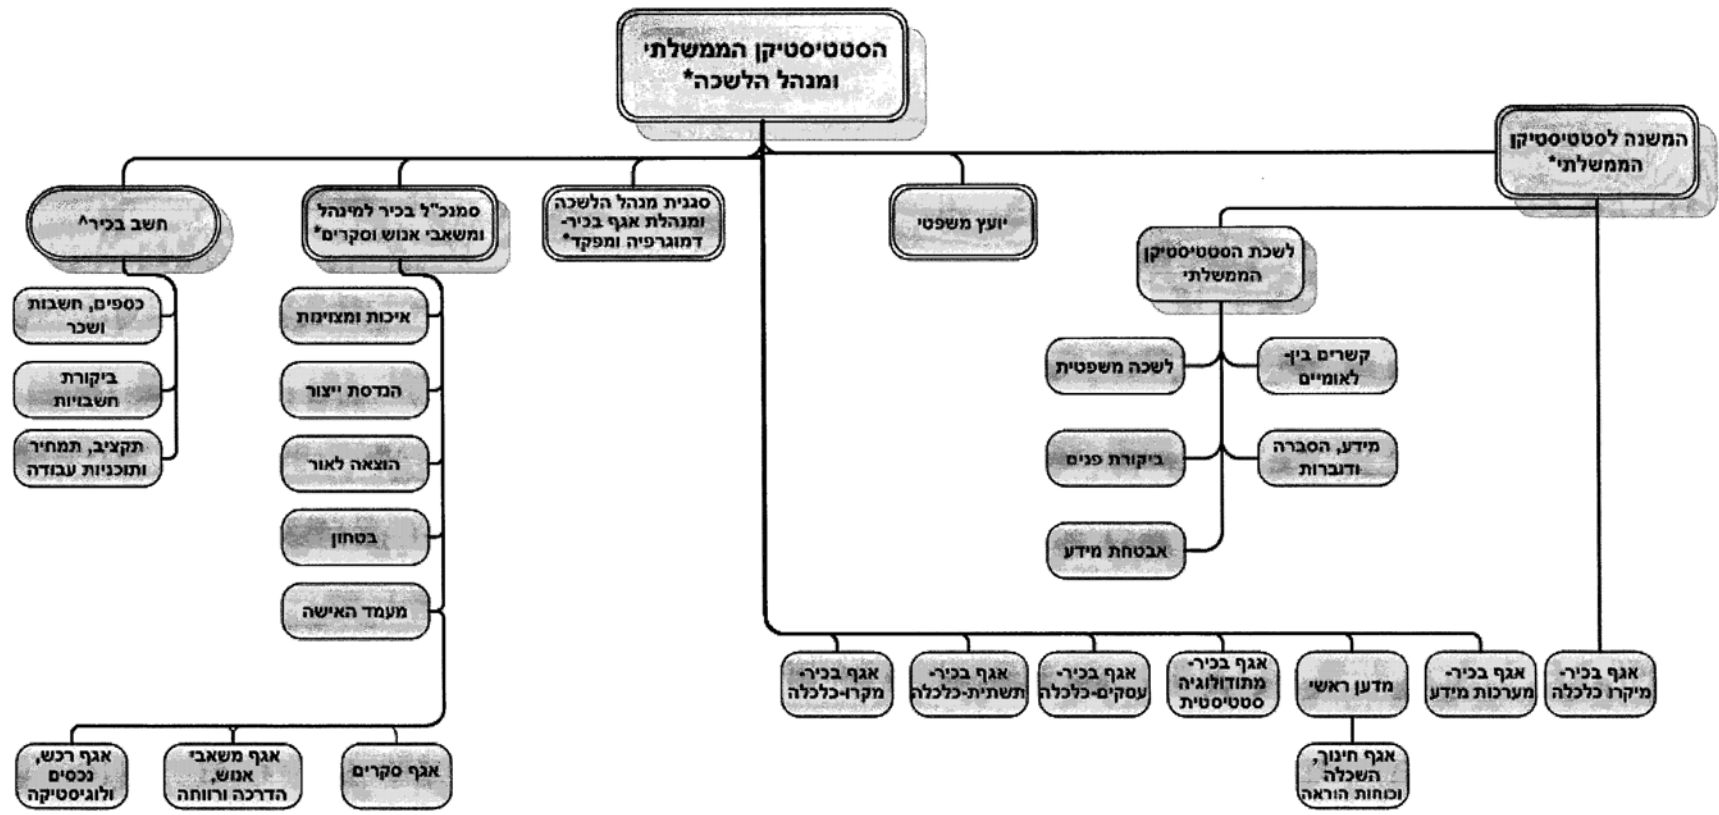 הסטטיסטיקן הממשלתי
ומנהל הלשכה*
המשנה לסטטיסטיקן
הממשלתי*
יועץ משפטי
סגנית מנהל הלשכה
ומנהלת אגף בכיר-
דמוגרפיה ומפקד*
סמנכ"ל בכיר למינהל
ומשאבי אנוש וסקרים*
חשב בכיר^
לשכת הסטטיסטיקן
הממשלתי
קשרים בין-
לאומיים
לשכה משפטית
מידע, הסברה
ודוברות
ביקורת פנים
אבטחת מידע
איכות ומצוינות
הנדסת ייצור
הוצאה לאור
בטחון
מעמד האישה
כספים, חשבות
ושכר
ביקורת
חשבויות
תקציב, תמחיר
ותוכניות עבודה
אגף בכיר-
מיקרו כלכלה
אגף בכיר-
מערכות מידע
מדען ראשי
אגף בכיר-
מתודולוגיה
סטטיסטית
אגף בכיר-
עסקים-כלכלה
אגף בכיר-
תשתית-כלכלה
אגף בכיר-
מקרו-כלכלה
אגף חינוך,
השכלה
וכוחות הוראה
אגף סקרים
אגף משאבי
אנוש,
הדרכה ורווחה
אגף רכש,
נכסים
ולוגיסטיקה